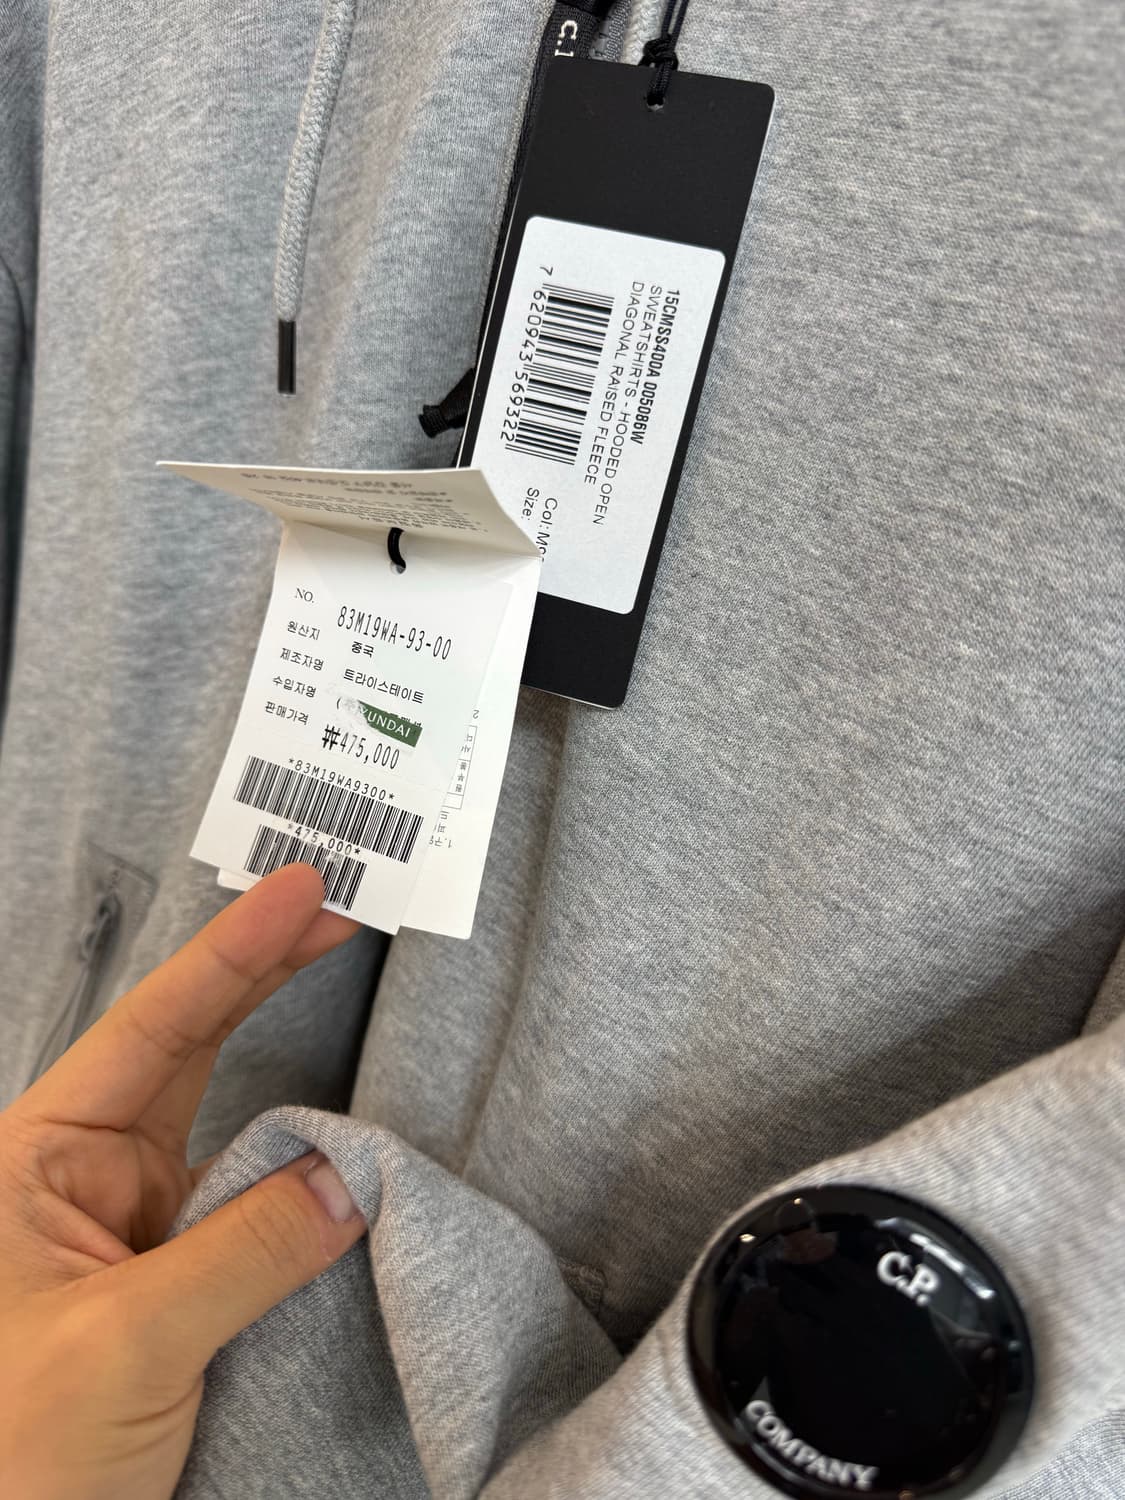 15CMSS400A 005086W
SWEATSHIRTS - HOODED OPEN
DIAGONAL RAISED FLEECE
7 620943 569322
Size:
NO. 83M19WA-93-00
원산지 중국
제조자명 트라이스테이트
수입자명
HYUNDAI
판매가격 ₩475,000
*83M19WA9300*
*475,000*
C.P.
COMPANY